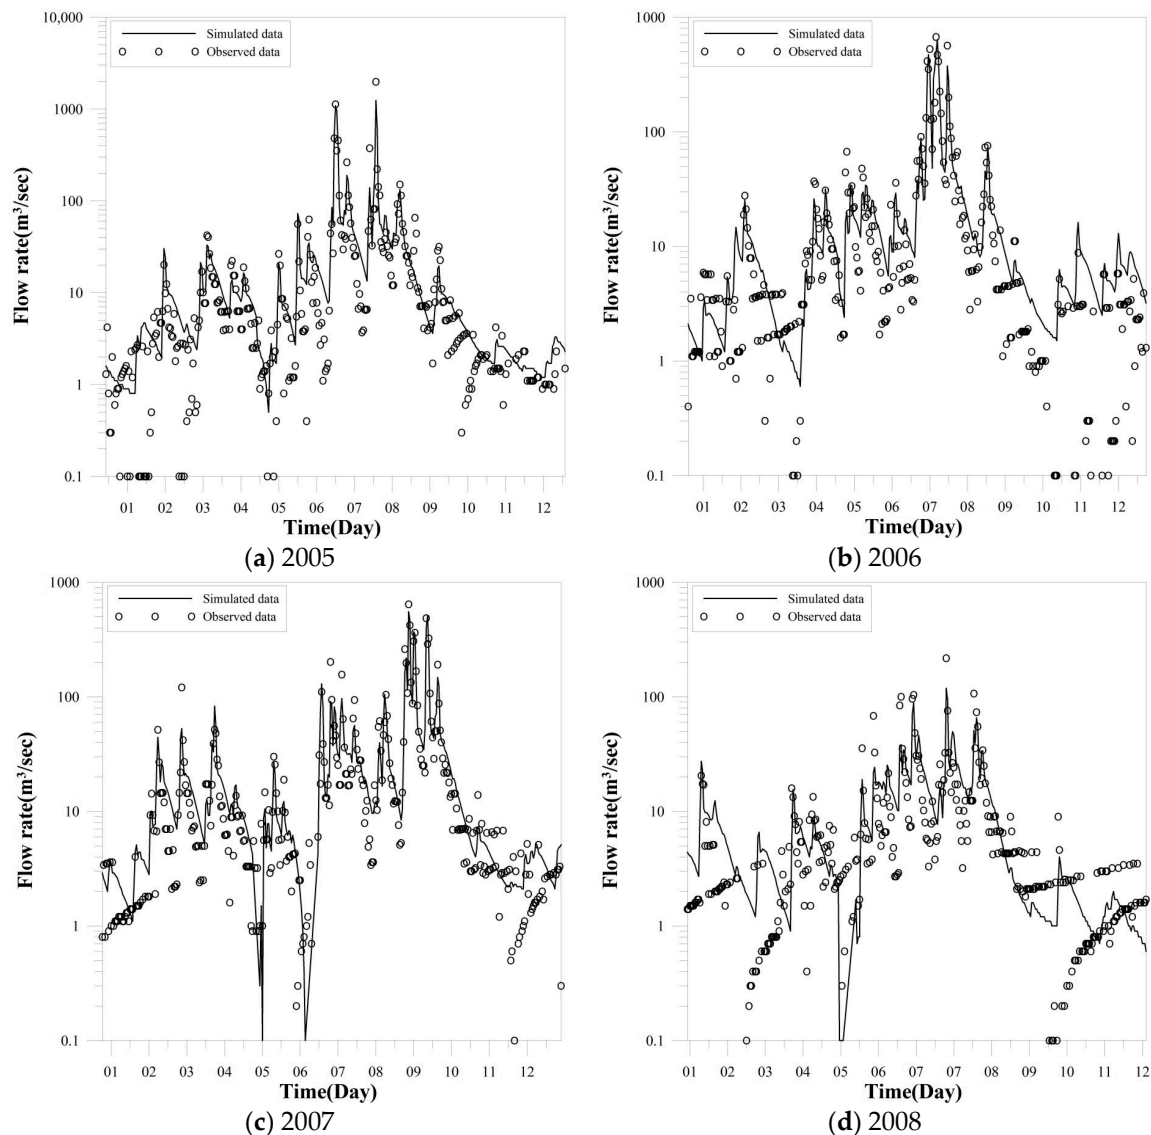 10,000
1000
100
10
1
0.1
Flow rate(m³/sec)
Simulated data
Observed data
01 02 03 04 05 06 07 08 09 10 11 12
Time(Day)
(a) 2005
1000
100
10
1
0.1
Flow rate(m³/sec)
Simulated data
Observed data
01 02 03 04 05 06 07 08 09 10 11 12
Time(Day)
(b) 2006
1000
100
10
1
0.1
Flow rate(m³/sec)
Simulated data
Observed data
01 02 03 04 05 06 07 08 09 10 11 12
Time(Day)
(c) 2007
1000
100
10
1
0.1
Flow rate(m³/sec)
Simulated data
Observed data
01 02 03 04 05 05 06 07 08 09 10 11 12
Time(Day)
(d) 2008